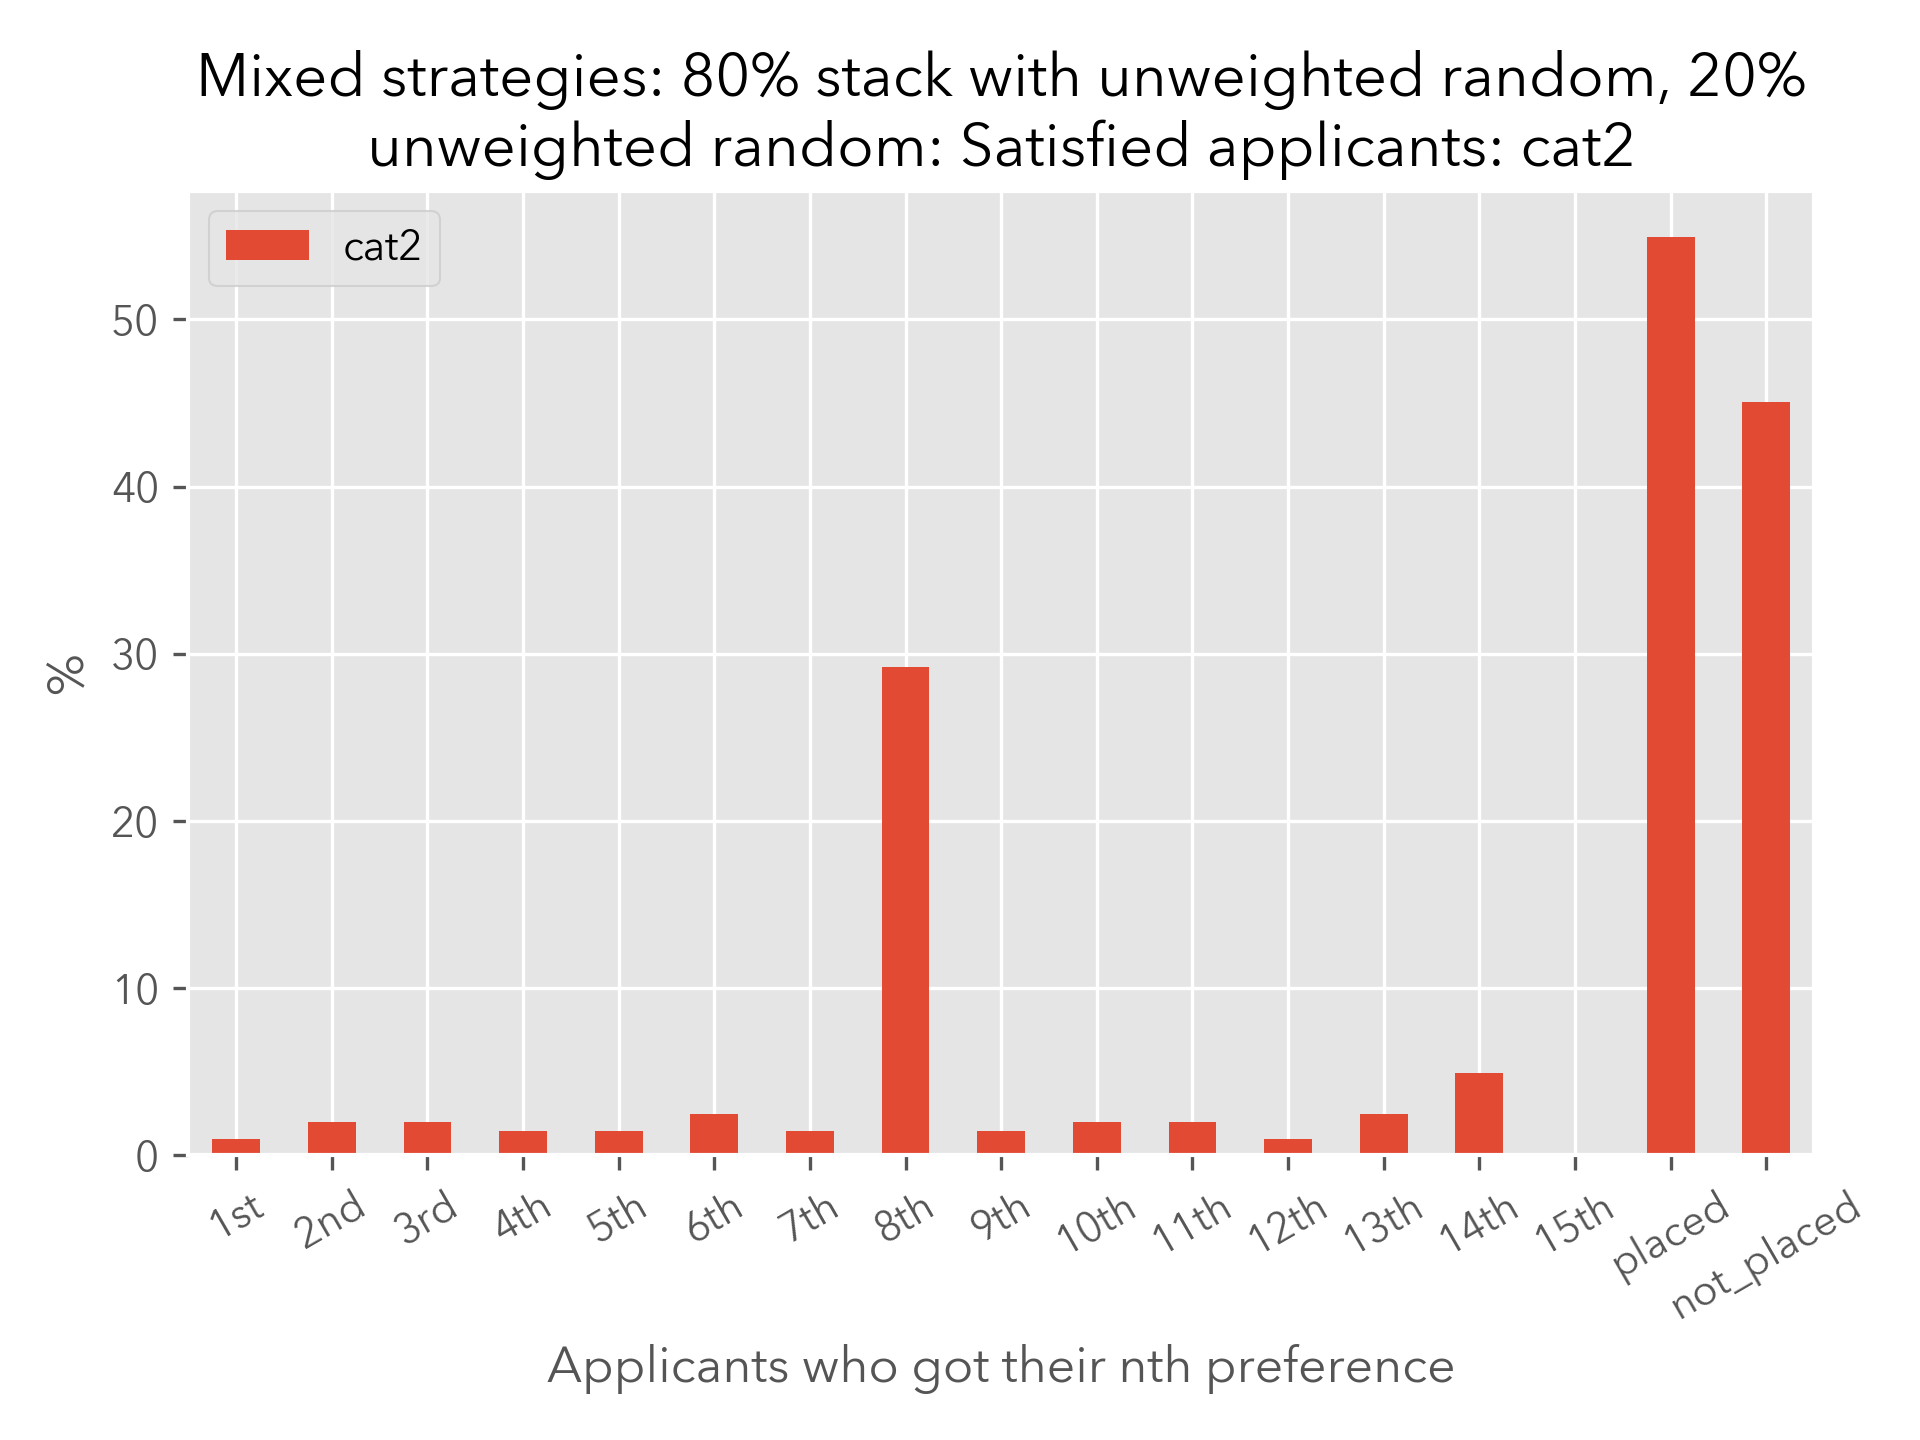 Mixed strategies: 80% stack with unweighted random, 20%
unweighted random: Satisfied applicants: cat2
cat2
50
40
30
20
10
0
%
1st
2nd
3rd
4th
5th
6th
7th
8th
9th
10th
11th
12th
13th
14th
15th
placed
not_placed
Applicants who got their nth preference